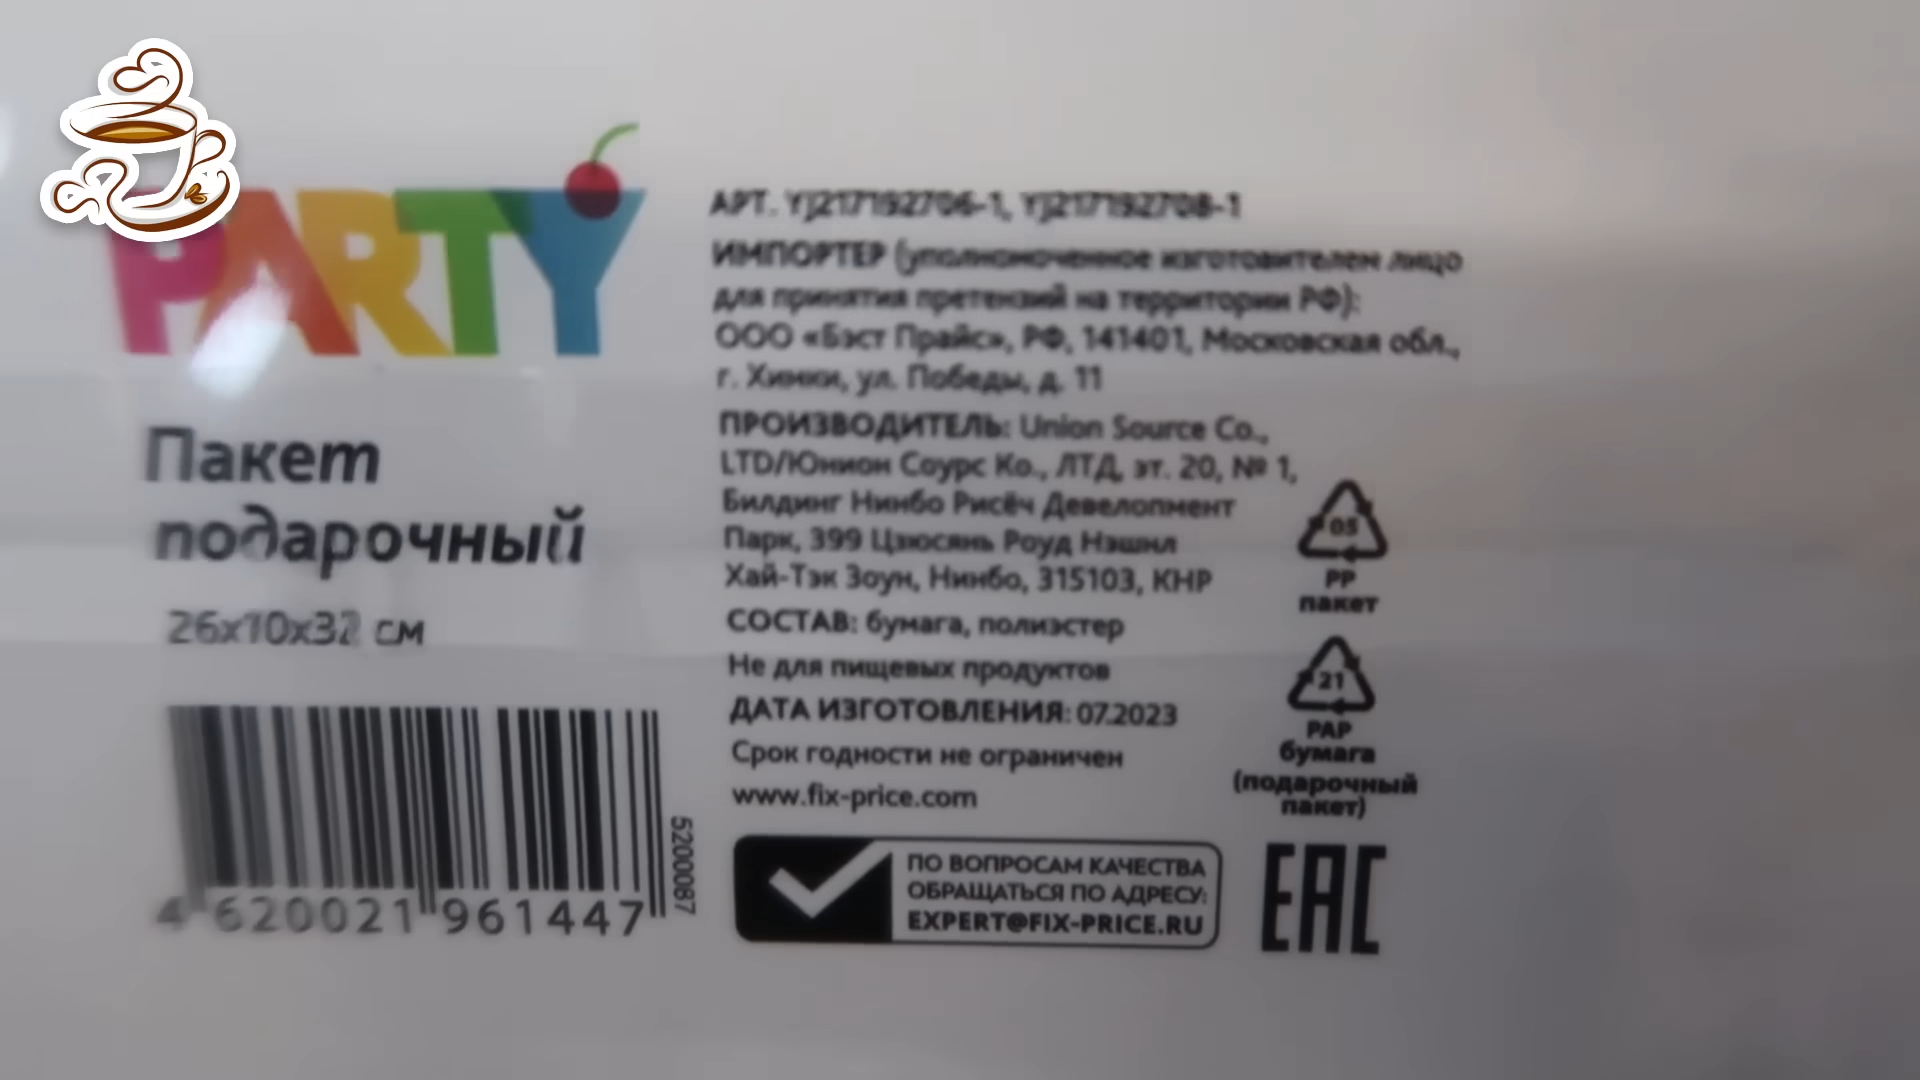 PARTY
Пакет
подарочный
26x10x32 см
4 620021 961447
5200087
АРТ. YJ217192706-1, YJ217192708-1
ИМПОРТЕР (уполномоченное изготовителем лицо
для принятия претензий на территории РФ):
ООО «Бэст Прайс», РФ, 141401, Московская обл.,
г. Химки, ул. Победы, д. 11
ПРОИЗВОДИТЕЛЬ: Union Source Co.,
LTD/Юнион Соурс Ко., ЛТД, эт. 20, № 1,
Билдинг Нинбо Рисёч Девелопмент
Парк, 399 Цзюсянь Роуд Нэшнл
Хай-Тэк Зоун, Нинбо, 315103, КНР
СОСТАВ: бумага, полиэстер
Не для пищевых продуктов
ДАТА ИЗГОТОВЛЕНИЯ: 07.2023
Срок годности не ограничен
www.fix-price.com
05
PP
пакет
21
PAP
бумага
(подарочный
пакет)
ПО ВОПРОСАМ КАЧЕСТВА
ОБРАЩАТЬСЯ ПО АДРЕСУ:
EXPERT@FIX-PRICE.RU
EAC